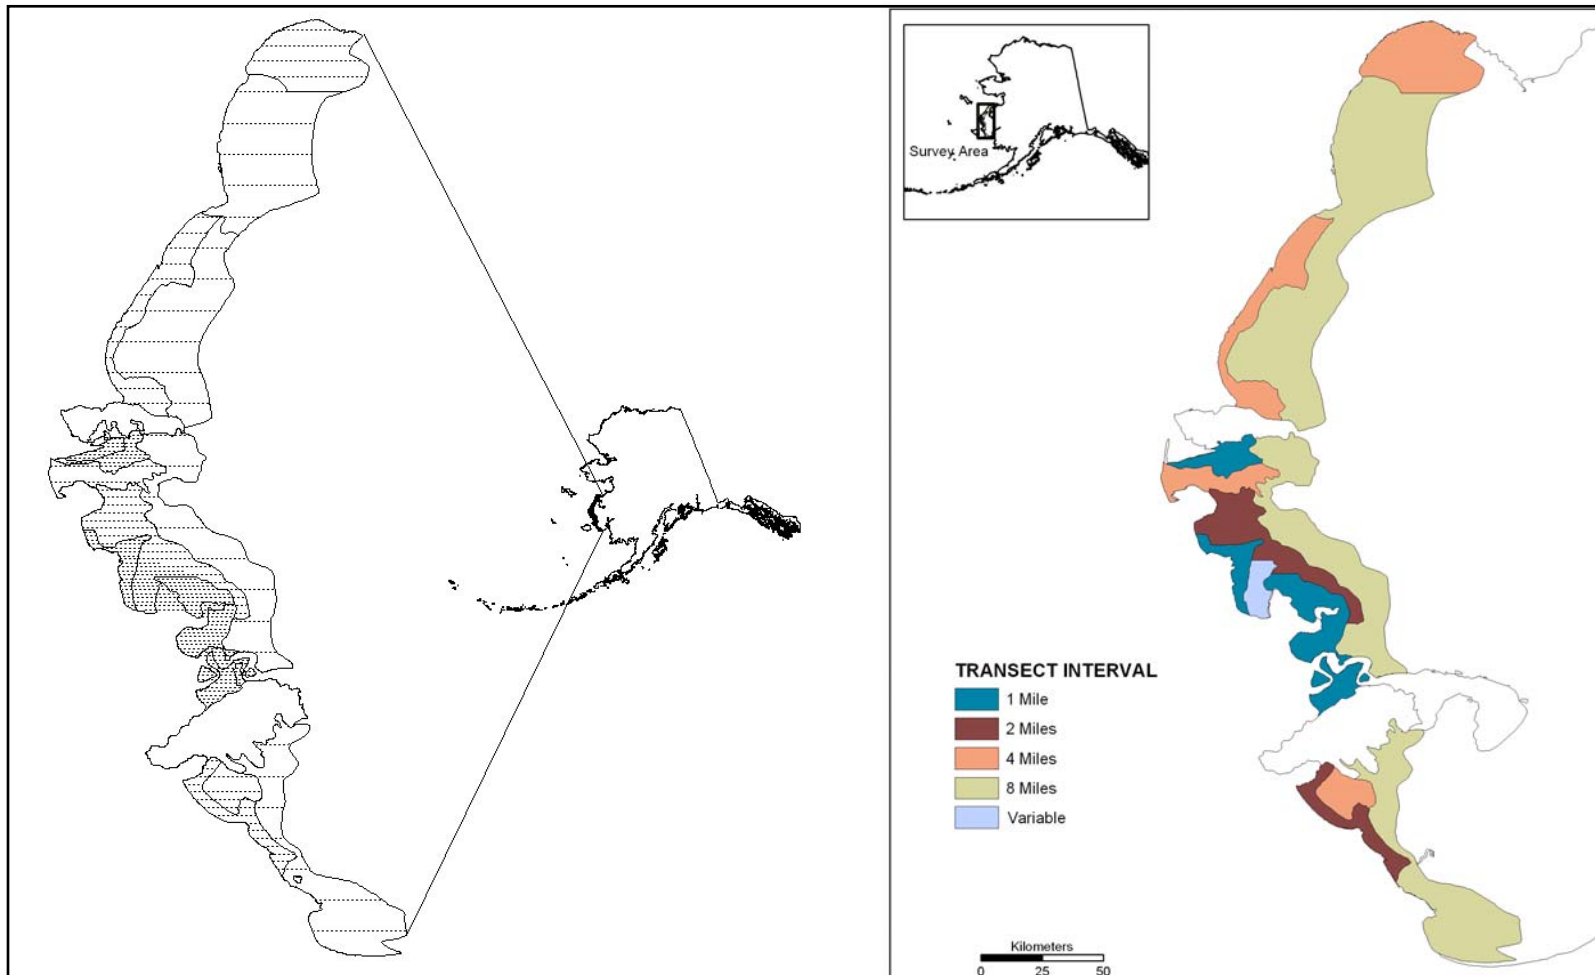 Survey Area
TRANSECT INTERVAL
1 Mile
2 Miles
4 Miles
8 Miles
Variable
Kilometers
0 25 50